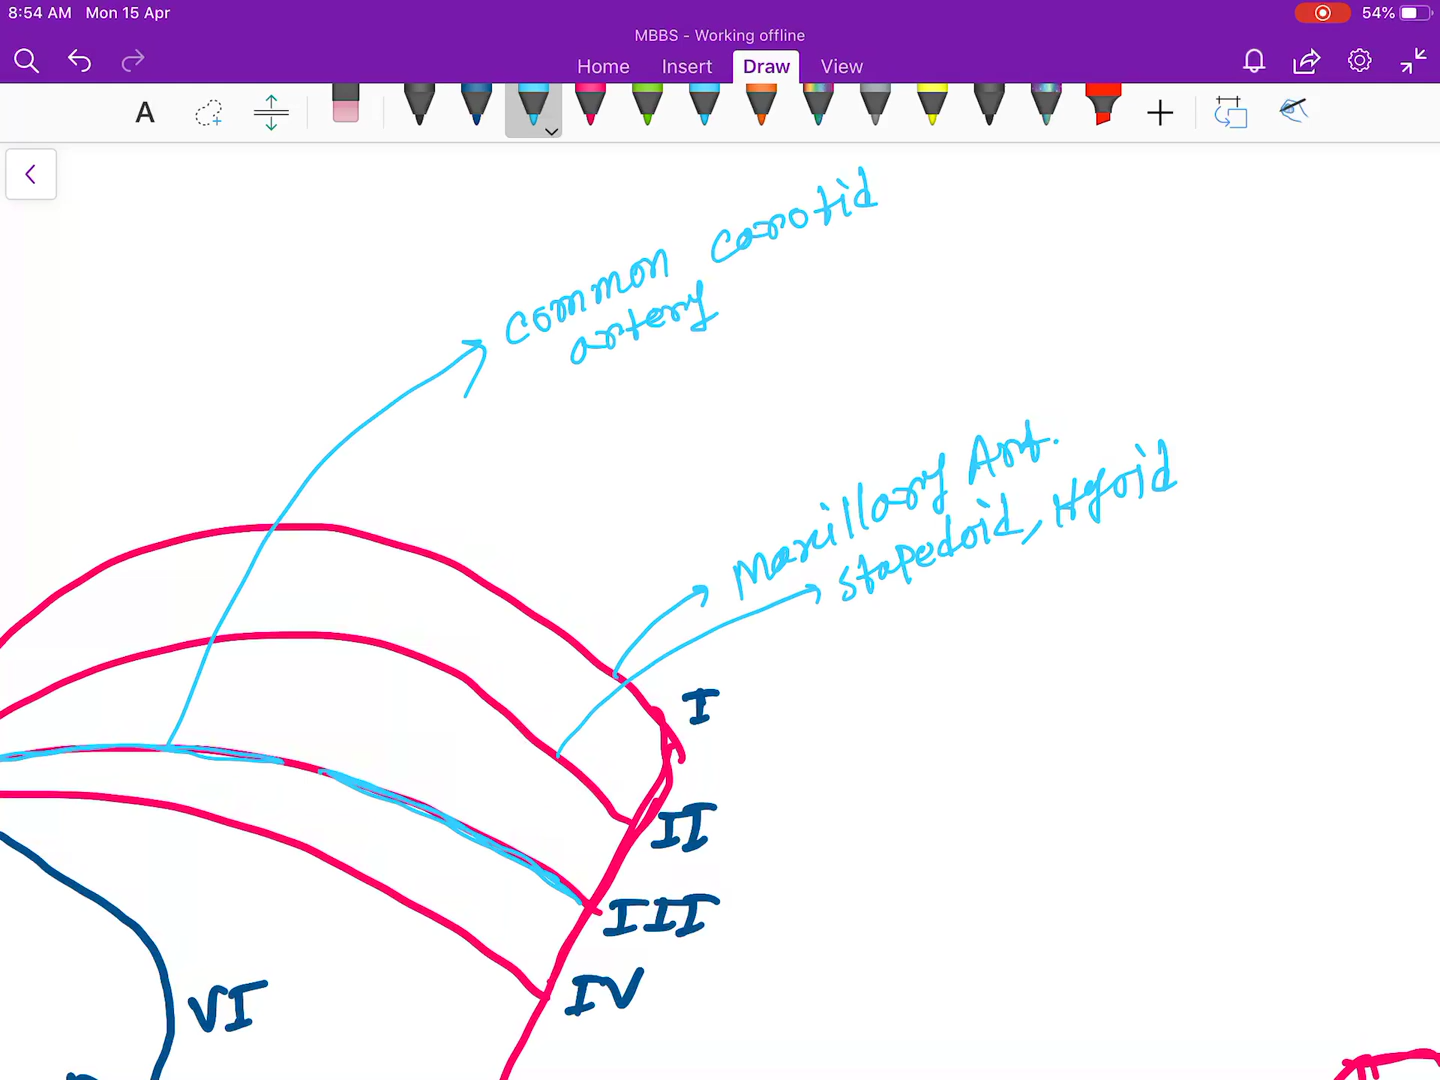 8:54 AM Mon 15 Apr
54%
MBBS - Working offline
Home Insert Draw View
A
common carotid
artery
Maxillary Art.
stapedoid, Hyoid
I
II
III
IV
VI